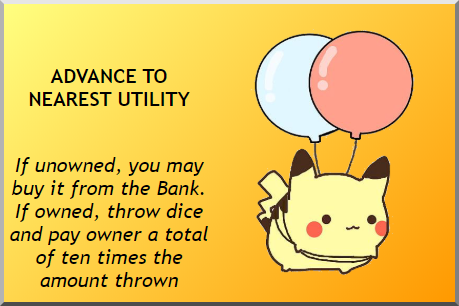 ADVANCE TO
NEAREST UTILITY
If unowned, you may
buy it from the Bank.
If owned, throw dice
and pay owner a total
of ten times the
amount thrown